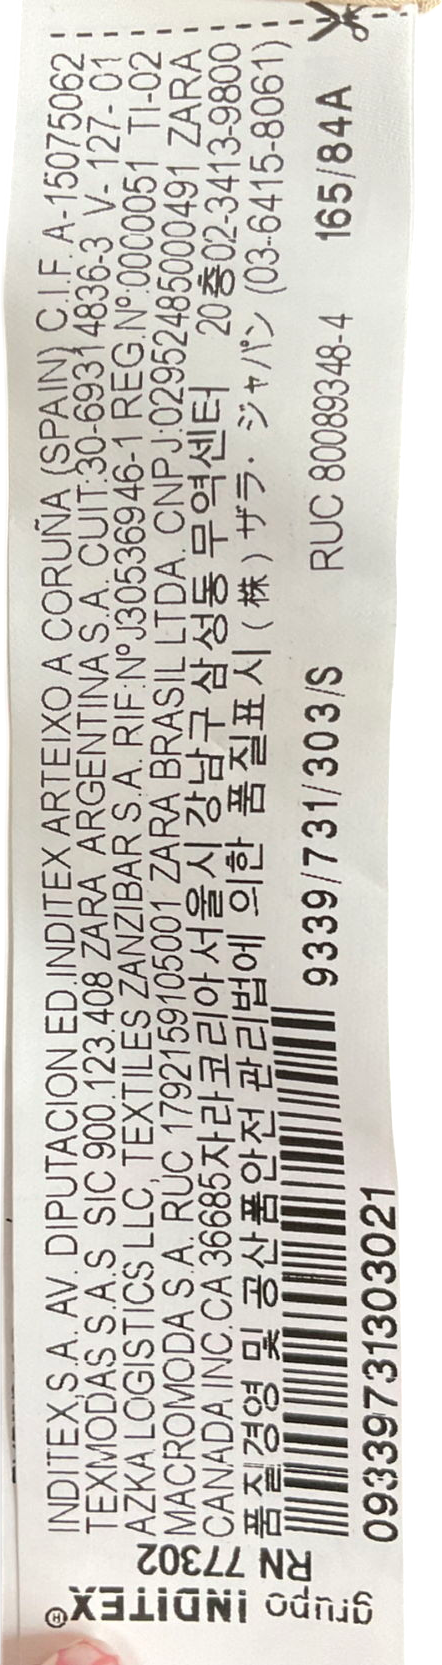 INDITEX,S.A. AV. DIPUTACION ED.INDITEX ARTEIXO A CORUÑA (SPAIN) C.I.F. A-15075062
TEXMODAS S.A.S SIC 900.123.408 ZARA ARGENTINA S.A. CUIT:30-69314836-3 V- 127- 01
AZKA LOGISTICS LLC, TEXTILES ZANZIBAR S.A. RIF:NºJ30536946-1 REG.Nº:0000051 TI-02
MACROMODA S.A. RUC 1792159105001 ZARA BRASIL LTDA. CNPJ:02952485000491 ZARA
CANADA INC.CA 36685자라코리아 서울시 강남구 삼성동 무역센터 20층02-3413-9800
품질경영 및 공산품안전 관리법에 의한 품질표시 (株) ザラ・ジャパン (03-6415-8061)
9339/731/303/S RUC 80089348-4 165/84A
09339731303021
grupo INDITEX®
RN 77302